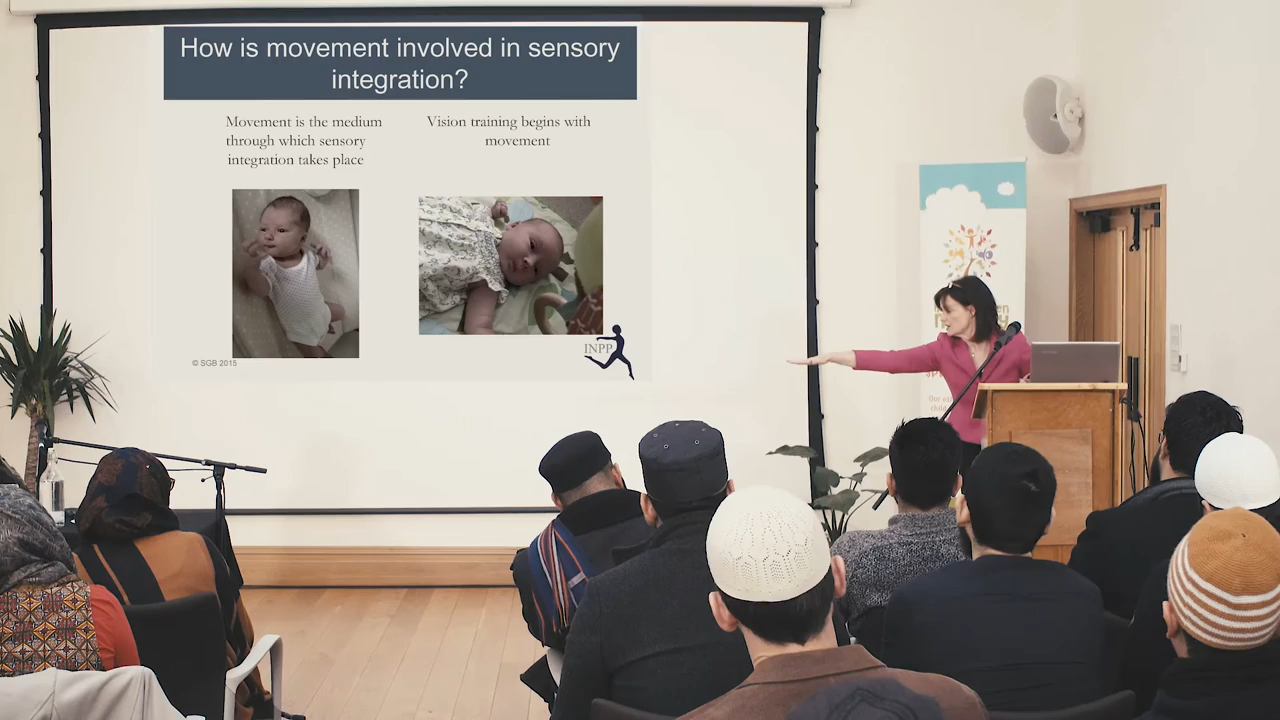 How is movement involved in sensory
integration?
Movement is the medium
through which sensory
integration takes place
Vision training begins with
movement
INPP
© SGB 2015